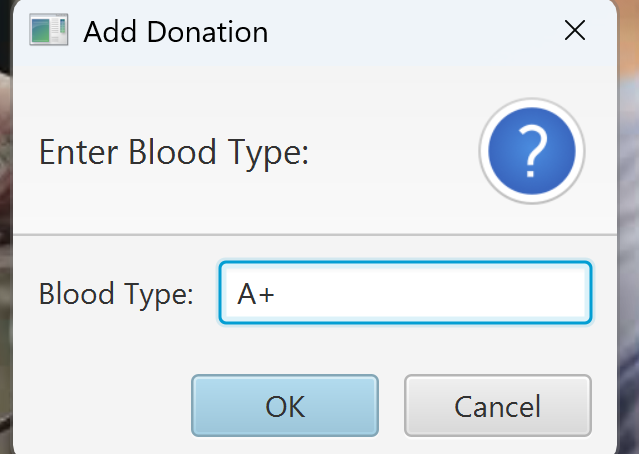 Add Donation
Enter Blood Type:
?
Blood Type: A+
OK Cancel